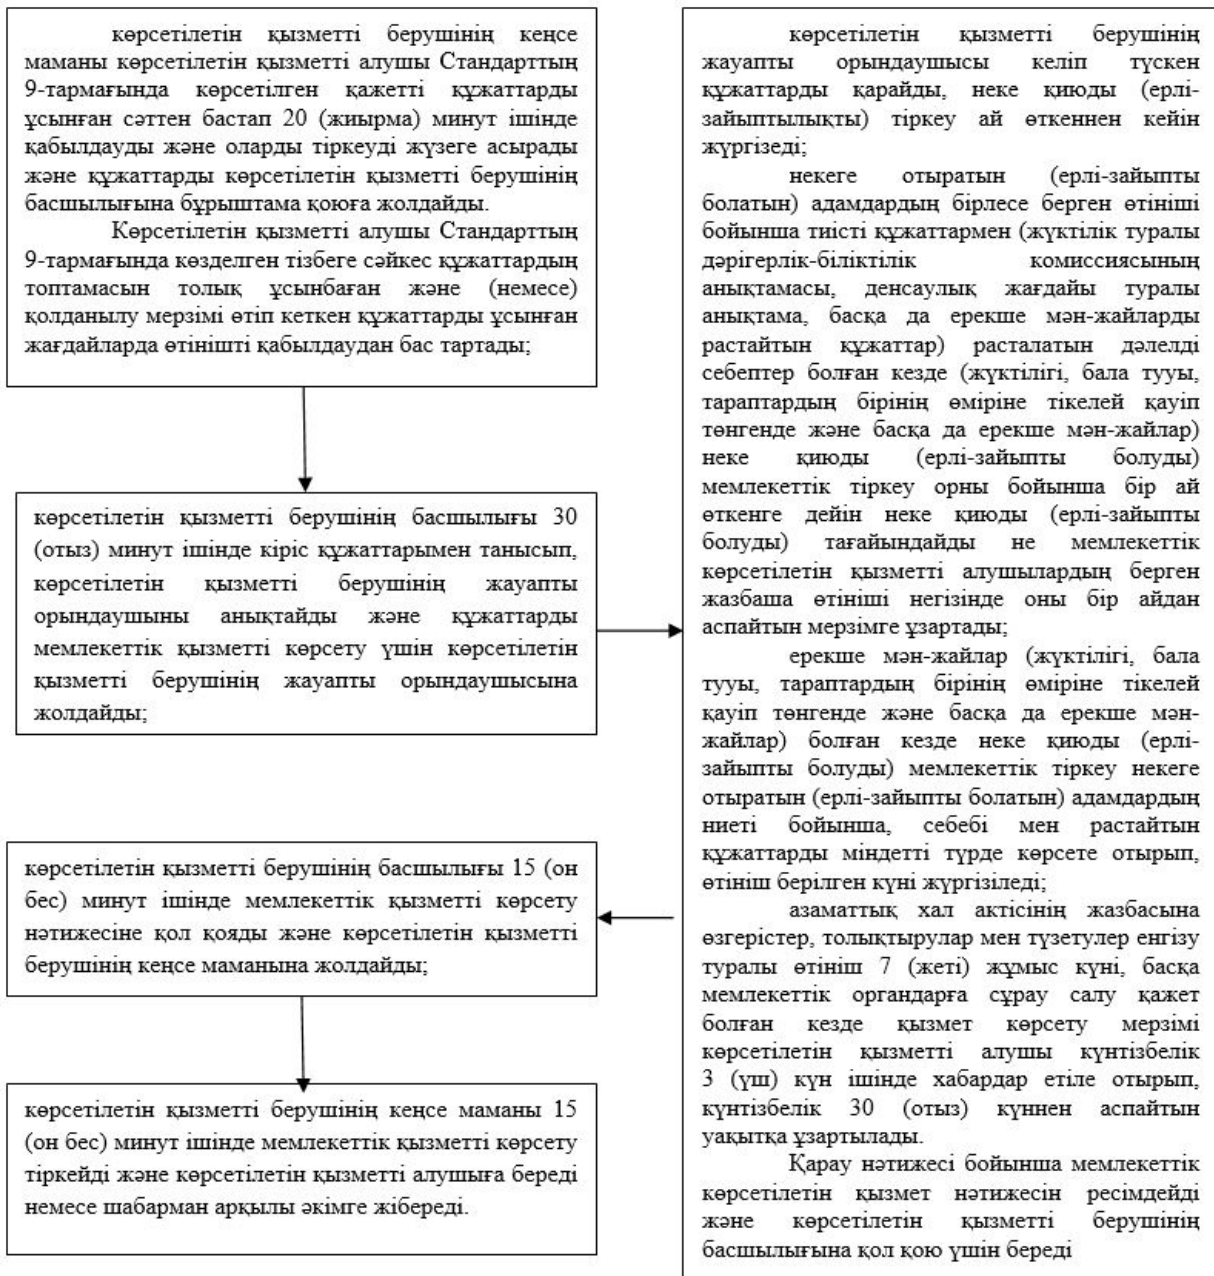 көрсетілетін қызметті берушінің кеңсе
маманы көрсетілетін қызметті алушы Стандарттың
9-тармағында көрсетілген қажетті құжаттарды
ұсынған сәттен бастап 20 (жиырма) минут ішінде
қабылдауды және оларды тіркеуді жүзеге асырады
және құжаттарды көрсетілетін қызметті берушінің
басшылығына бұрыштама қоюға жолдайды.
Көрсетілетін қызметті алушы Стандарттың
9-тармағында көзделген тізбеге сәйкес құжаттардың
топтамасын толық ұсынбаған және (немесе)
қолданылу мерзімі өтіп кеткен құжаттарды ұсынған
жағдайларда өтінішті қабылдаудан бас тартады;
көрсетілетін қызметті берушінің басшылығы 30
(отыз) минут ішінде кіріс құжаттарымен танысып,
көрсетілетін қызметті берушінің жауапты
орындаушыны анықтайды және құжаттарды
мемлекеттік қызметті көрсету үшін көрсетілетін
қызметті берушінің жауапты орындаушысына
жолдайды;
көрсетілетін қызметті берушінің
жауапты орындаушысы келіп түскен
құжаттарды қарайды, неке қиюды (ерлі-
зайыптылықты) тіркеу ай өткеннен кейін
жүргізеді;
некеге отыратын (ерлі-зайыпты
болатын) адамдардың бірлесе берген өтініші
бойынша тиісті құжаттармен (жүктілік туралы
дәрігерлік-біліктілік комиссиясының
анықтамасы, денсаулық жағдайы туралы
анықтама, басқа да ерекше мән-жайларды
растайтын құжаттар) расталатын дәлелді
себептер болған кезде (жүктілігі, бала тууы,
тараптардың бірінің өміріне тікелей қауіп
төнгенде және басқа да ерекше мән-жайлар)
неке қиюды (ерлі-зайыпты болуды)
мемлекеттік тіркеу орны бойынша бір ай
өткенге дейін неке қиюды (ерлі-зайыпты
болуды) тағайындайды не мемлекеттік
көрсетілетін қызметті алушылардың берген
жазбаша өтініші негізінде оны бір айдан
аспайтын мерзімге ұзартады;
ерекше мән-жайлар (жүктілігі, бала
тууы, тараптардың бірінің өміріне тікелей
қауіп төнгенде және басқа да ерекше мән-
жайлар) болған кезде неке қиюды (ерлі-
зайыпты болуды) мемлекеттік тіркеу некеге
отыратын (ерлі-зайыпты болатын) адамдардың
ниеті бойынша, себебі мен растайтын
құжаттарды міндетті түрде көрсете отырып,
өтініш берілген күні жүргізіледі;
азаматтық хал актісінің жазбасына
өзгерістер, толықтырулар мен түзетулер енгізу
туралы өтініш 7 (жеті) жұмыс күні, басқа
мемлекеттік органдарға сұрау салу қажет
болған кезде қызмет көрсету мерзімі
көрсетілетін қызметті алушы күнтізбелік
3 (үш) күн ішінде хабардар етіле отырып,
күнтізбелік 30 (отыз) күннен аспайтын
уақытқа ұзартылады.
Қарау нәтижесі бойынша мемлекеттік
көрсетілетін қызмет нәтижесін ресімдейді
және көрсетілетін қызметті берушінің
басшылығына қол қою үшін береді
көрсетілетін қызметті берушінің басшылығы 15 (он
бес) минут ішінде мемлекеттік қызметті көрсету
нәтижесіне қол қояды және көрсетілетін қызметті
берушінің кеңсе маманына жолдайды;
көрсетілетін қызметті берушінің кеңсе маманы 15
(он бес) минут ішінде мемлекеттік қызметті көрсету
тіркейді және көрсетілетін қызметті алушыға береді
немесе шабарман арқылы әкімге жібереді.